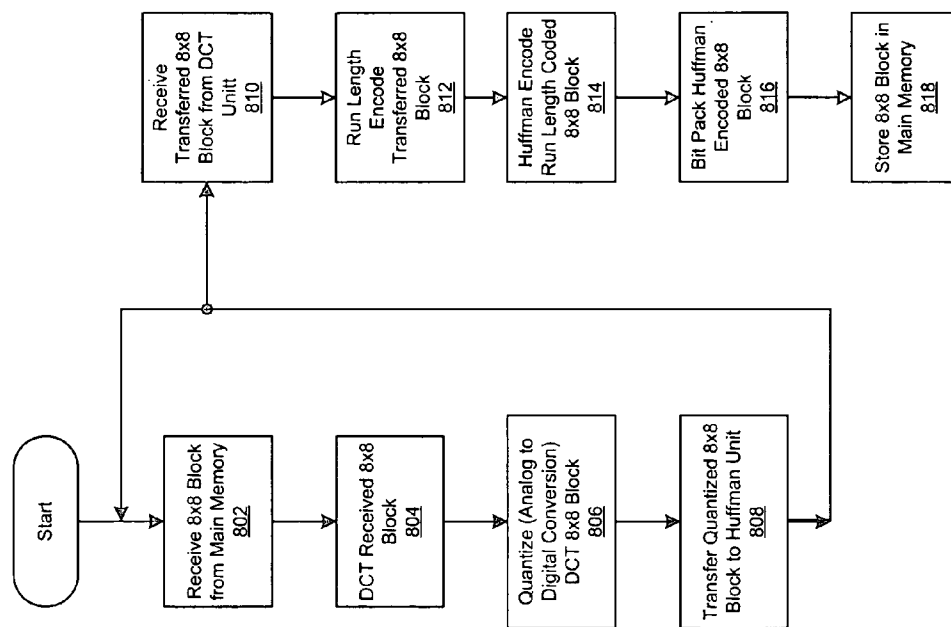 Start
Receive 8x8 Block
from Main Memory
802
DCT Received 8x8
Block
804
Quantize (Analog to
Digital Conversion)
DCT 8x8 Block
806
Transfer Quantized 8x8
Block to Huffman Unit
808
Receive
Transferred 8x8
Block from DCT
Unitt
810
Run Length
Encode
Transferred 8x8
Block
812
Huffman Encode
Run Length Coded
8x8 Block
814
Bit Pack Huffman
Encoded 8x8
Block
816
Store 8x8 Block in
Main Memory
818